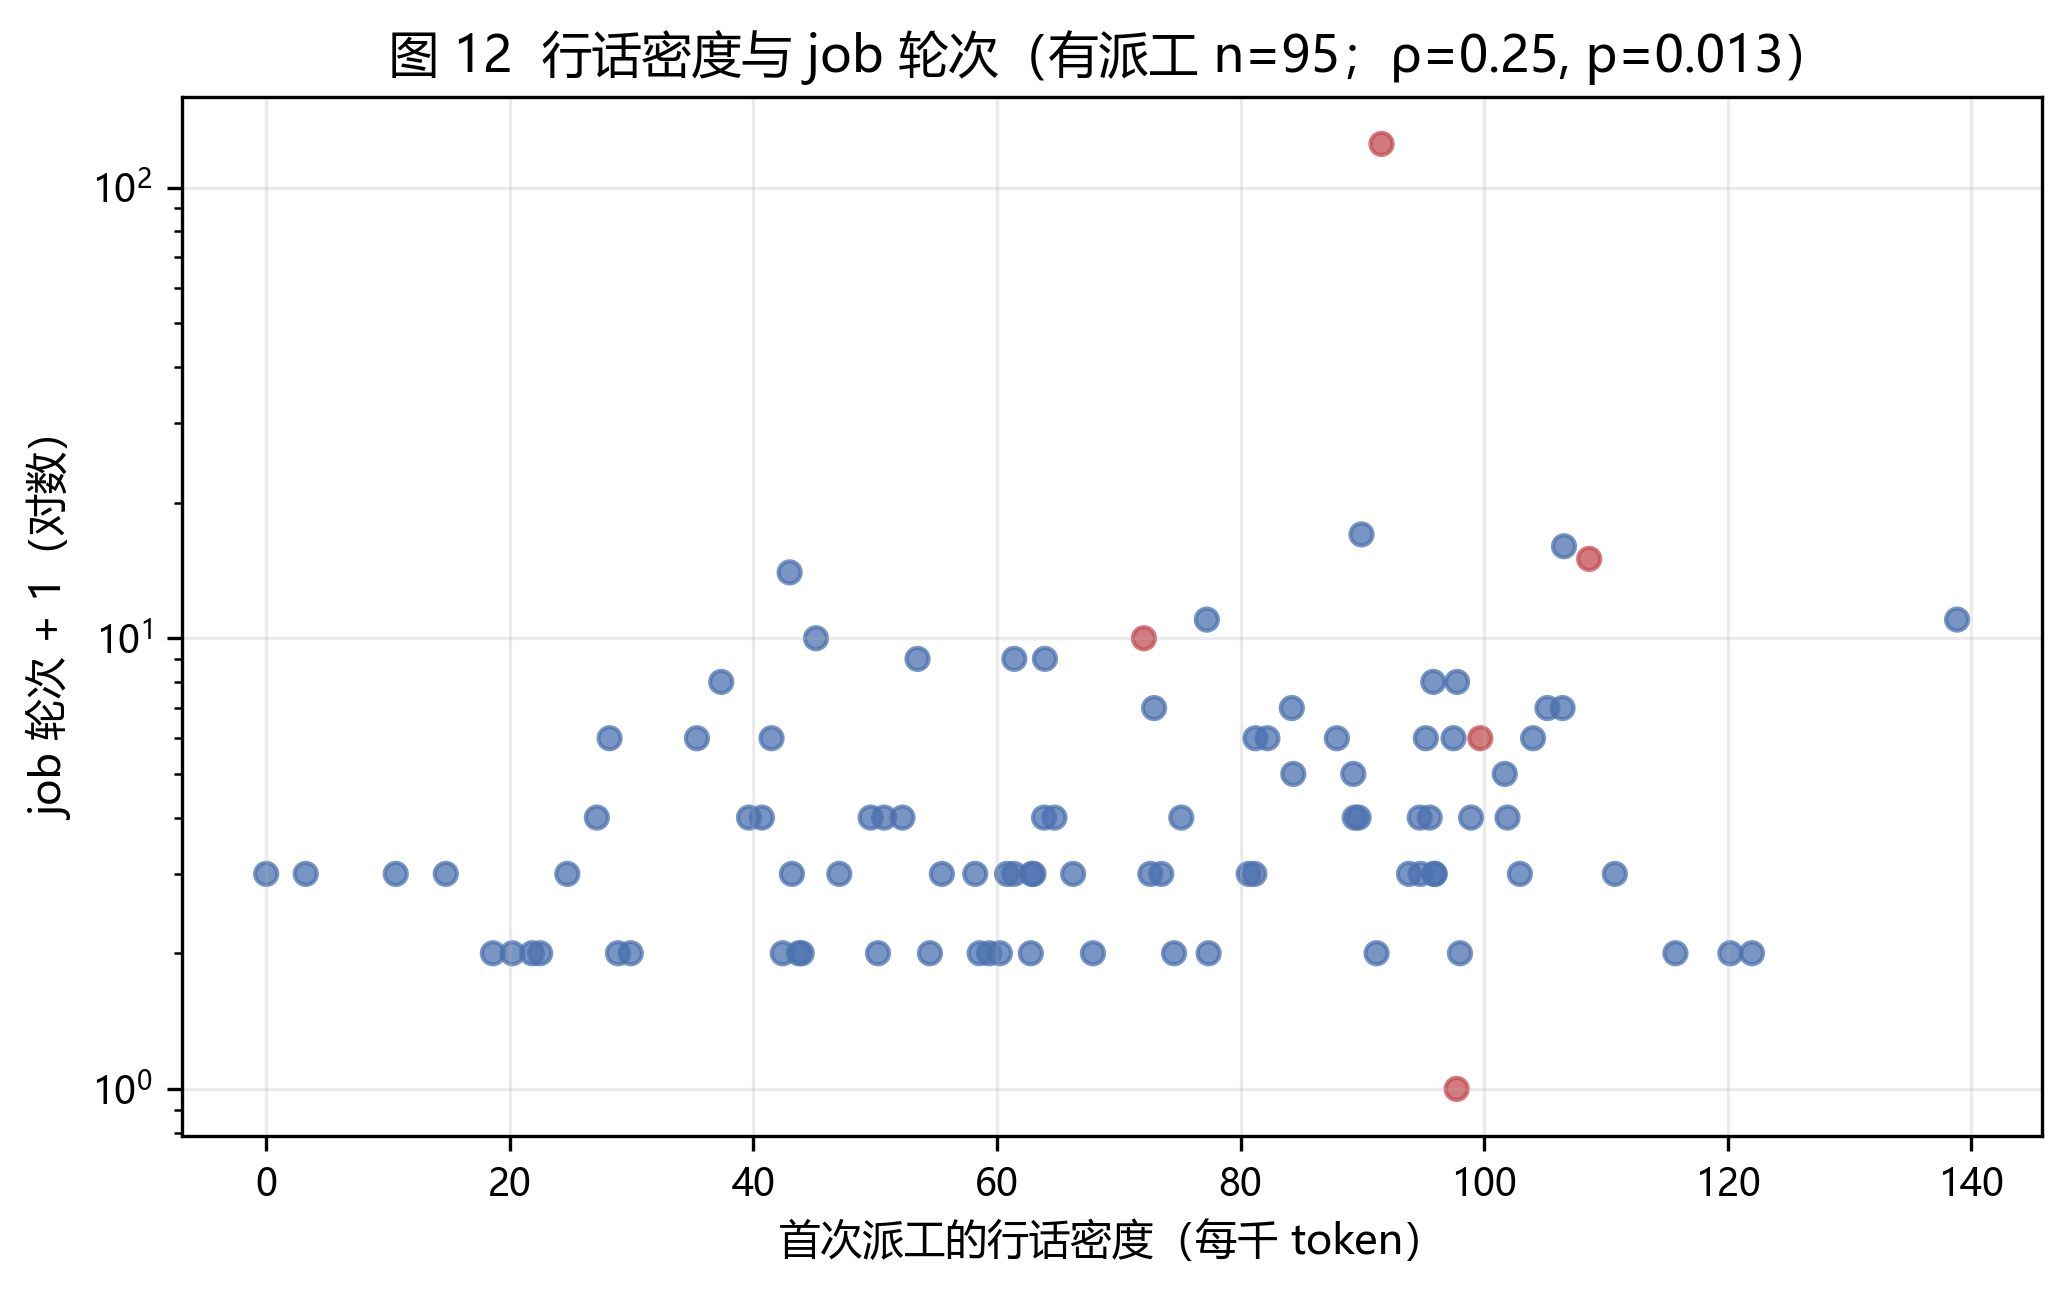 图 12  行话密度与 job 轮次（有派工 n=95；ρ=0.25, p=0.013）
job 轮次 + 1（对数）
10²
10¹
10⁰
0 20 40 60 80 100 120 140
首次派工的行话密度（每千 token）